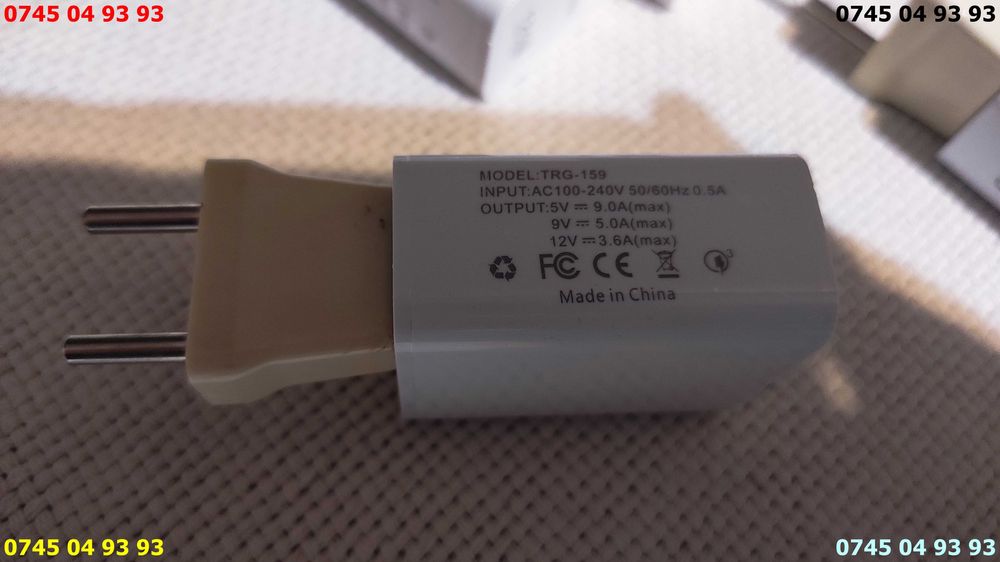 0745 04 93 93
0745 04 93 93
MODEL:TRG-159
INPUT:AC100-240V 50/60Hz 0.5A
OUTPUT:5V ⎓ 9.0A(max)
9V ⎓ 5.0A(max)
12V ⎓ 3.6A(max)
FC CE 3
Made in China
0745 04 93 93
0745 04 93 93